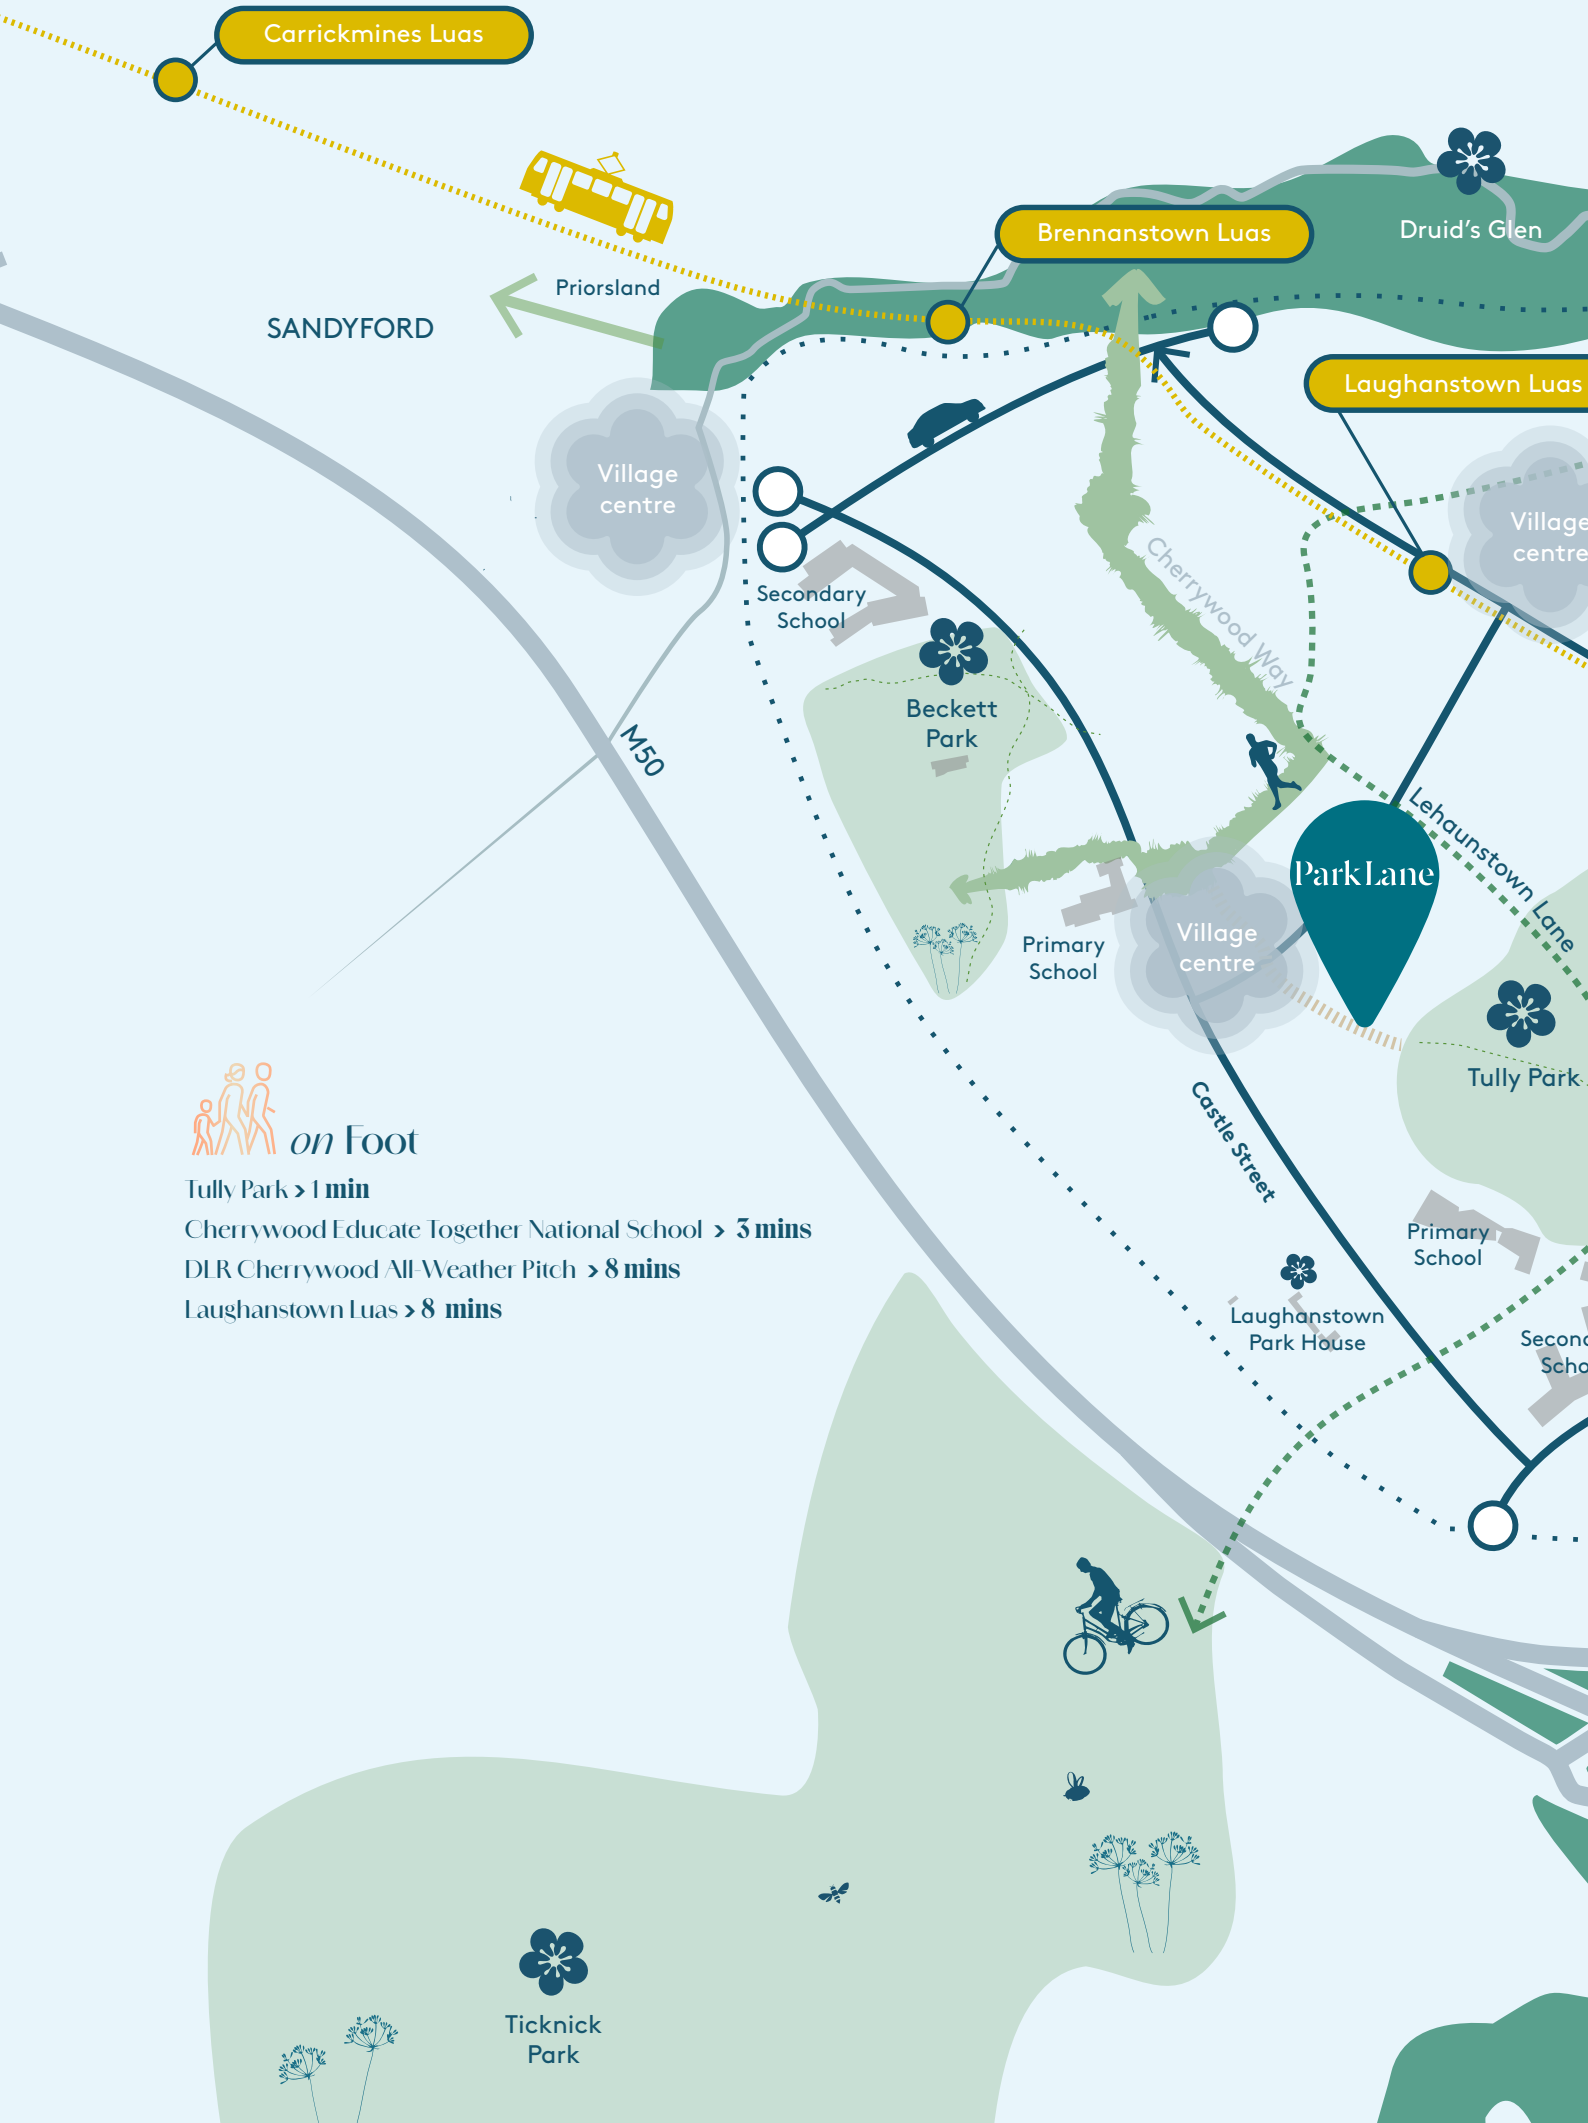 Carrickmines Luas
Brennanstown Luas
Druid's Glen
Priorsland
SANDYFORD
Laughanstown Luas
Village
centre
Village
centre
Cherrywood Way
Secondary
School
Beckett
Park
M50
Lehaunstown Lane
ParkLane
Village
centre
Primary
School
Tully Park
Castle Street
on Foot
Tully Park > 1 min
Cherrywood Educate Together National School > 3 mins
DLR Cherrywood All-Weather Pitch > 8 mins
Laughanstown Luas > 8 mins
Primary
School
Laughanstown
Park House
Second
Scho
Ticknick
Park